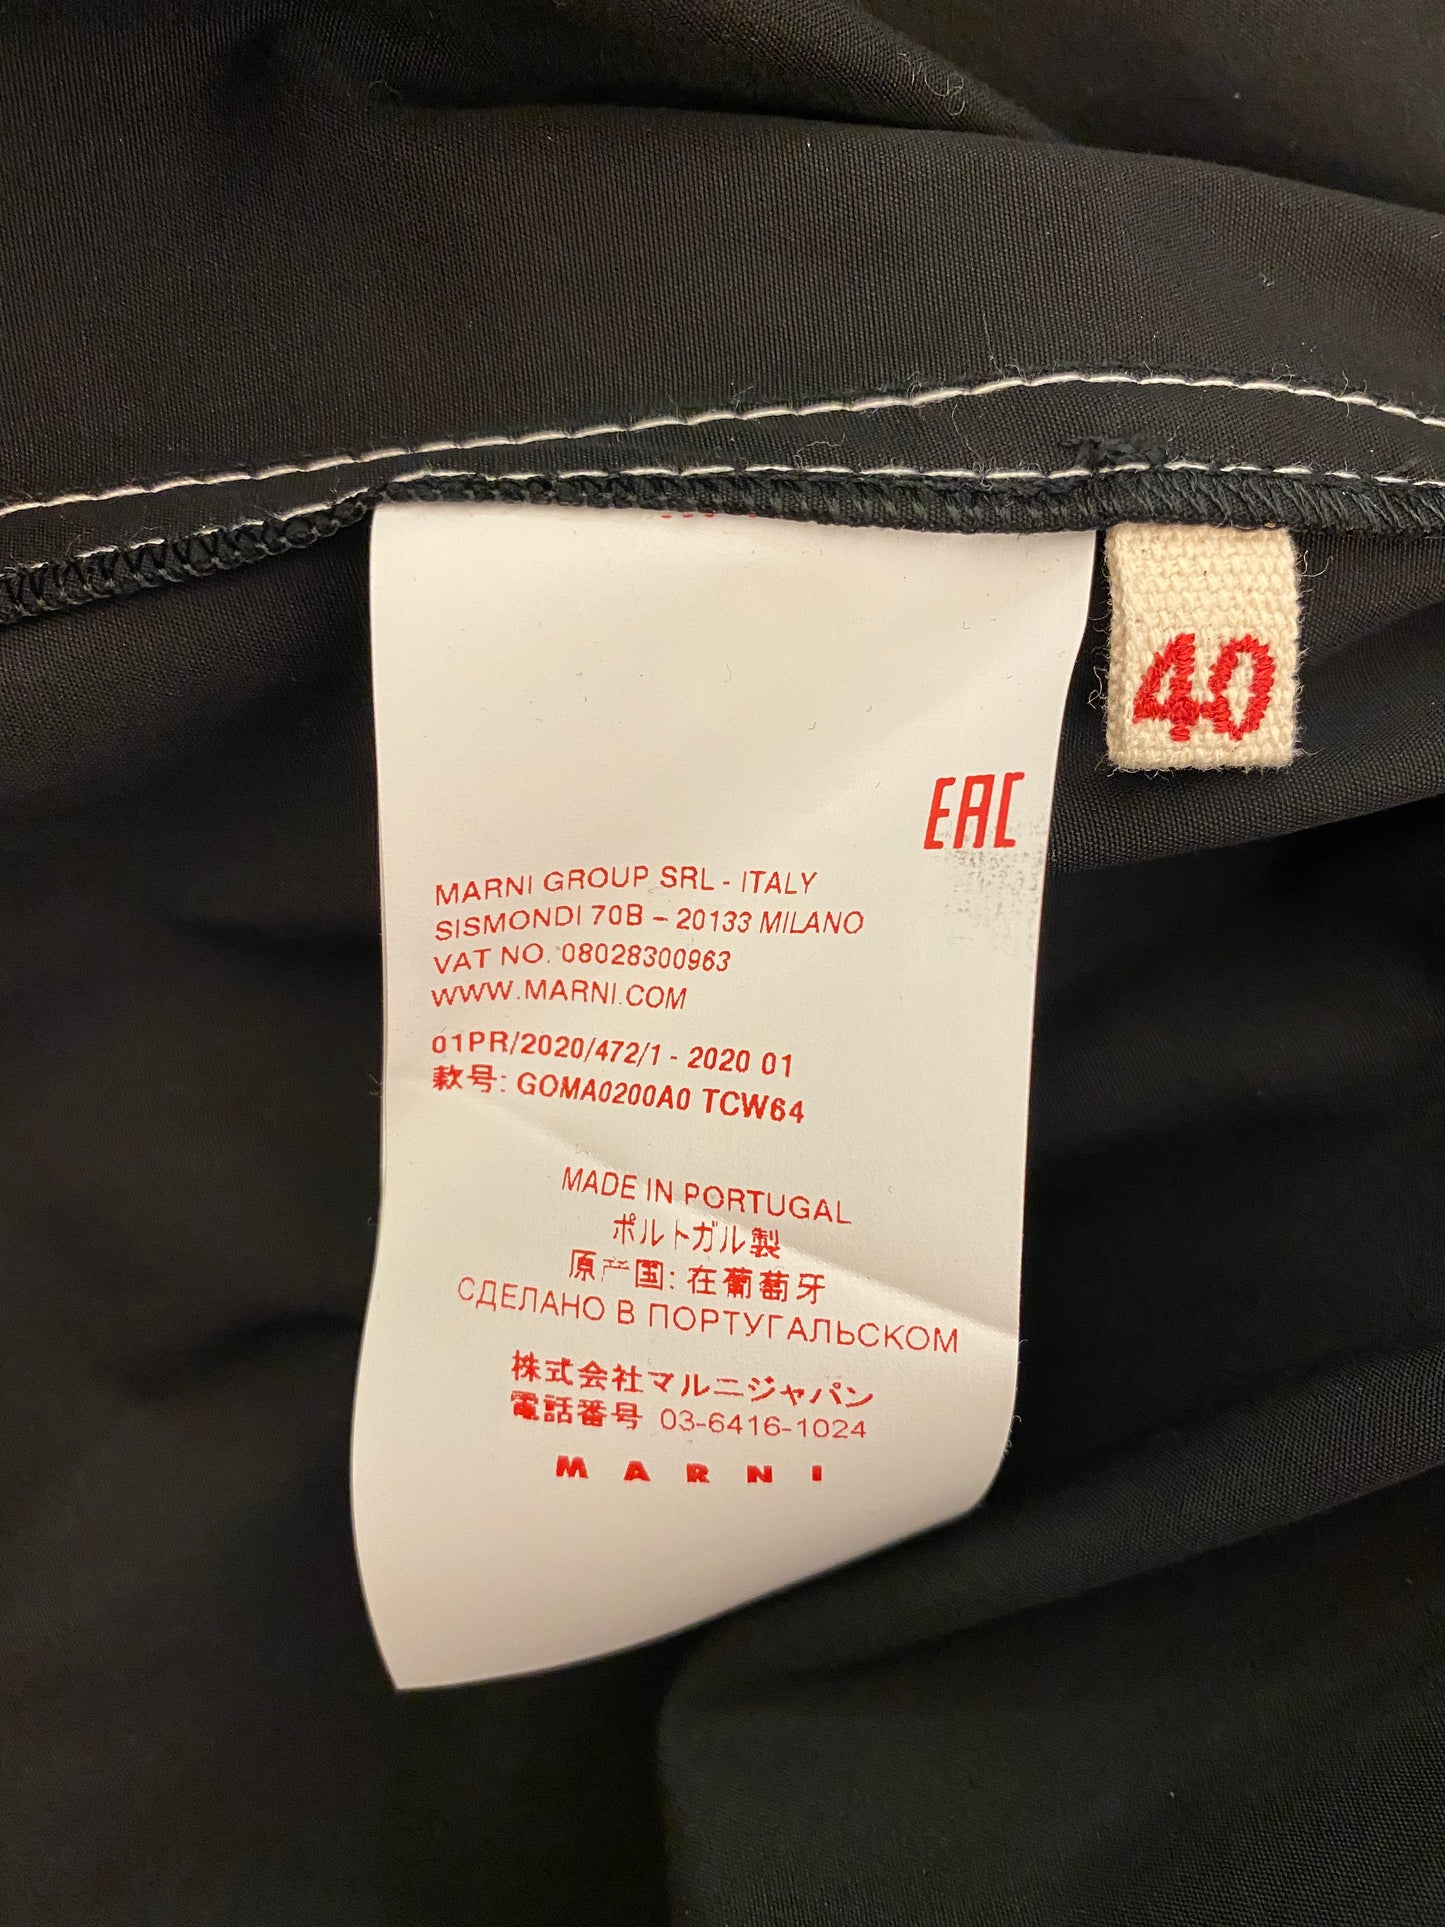 40
EAC
MARNI GROUP SRL - ITALY
SISMONDI 70B – 20133 MILANO
VAT NO. 08028300963
WWW.MARNI.COM
01PR/2020/472/1 - 2020 01
款号: GOMA0200A0 TCW64
MADE IN PORTUGAL
ポルトガル製
原产国: 在葡萄牙
СДЕЛАНО В ПОРТУГАЛЬСКОМ
株式会社マルニジャパン
電話番号 03-6416-1024
MARNI